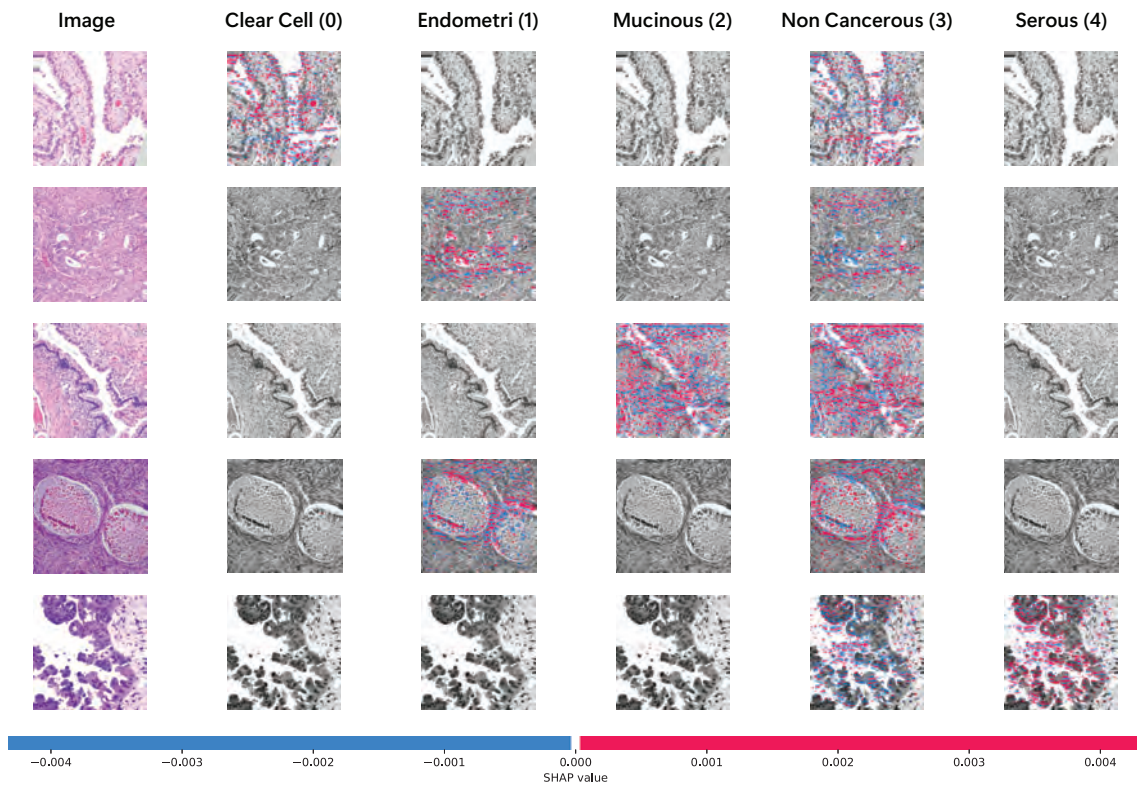 Image Clear Cell (0) Endometri (1) Mucinous (2) Non Cancerous (3) Serous (4)
−0.004 −0.003 −0.002 −0.001 0.000 0.001 0.002 0.003 0.004
SHAP value